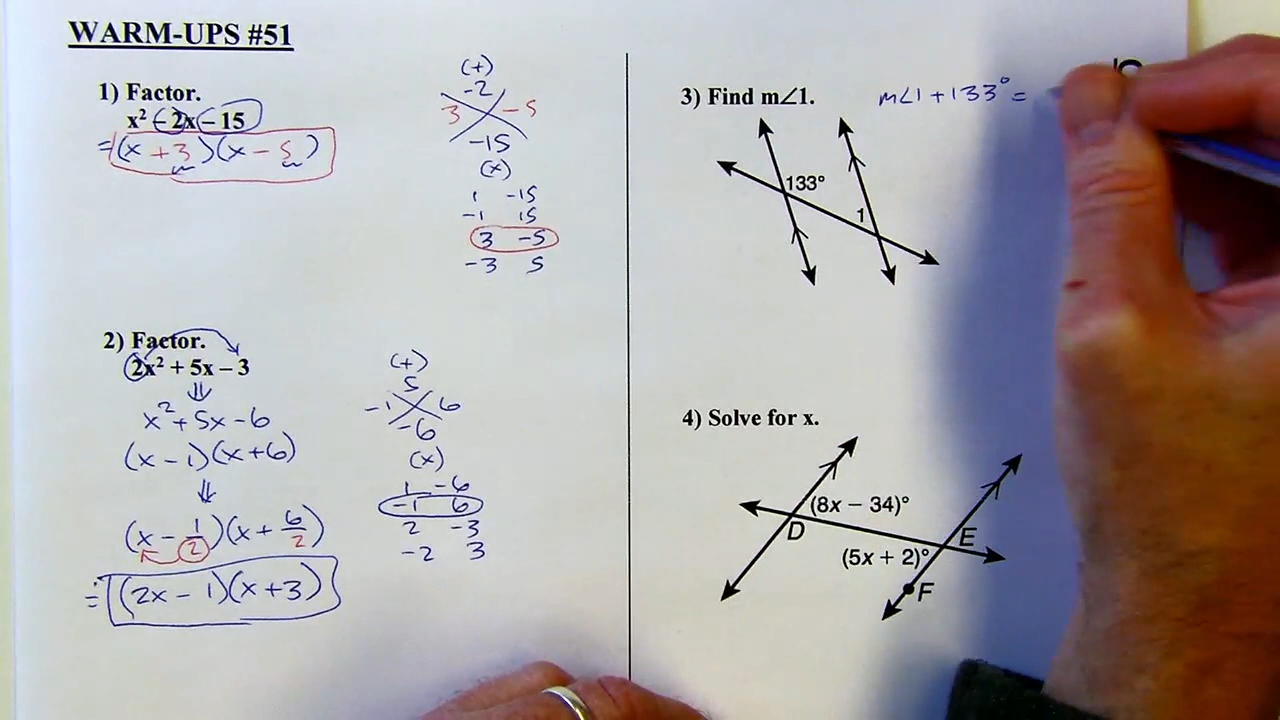 WARM-UPS #51
1) Factor.
x² – 2x – 15
= (x + 3)(x – 5)
(+)
-2
3 -5
-15
(x)
1 -15
-1 15
3 -5
-3 5
2) Factor.
2x² + 5x – 3
⇓
x² + 5x - 6
(x - 1)(x + 6)
⇓
(x - 1/2)(x + 6/2)
= (2x - 1)(x + 3)
(+)
5
-1 6
-6
(x)
1 -6
-1 6
2 -3
-2 3
3) Find m∠1.
m∠1 + 133° =
133°
1
4) Solve for x.
(8x – 34)°
D
E
(5x + 2)°
F